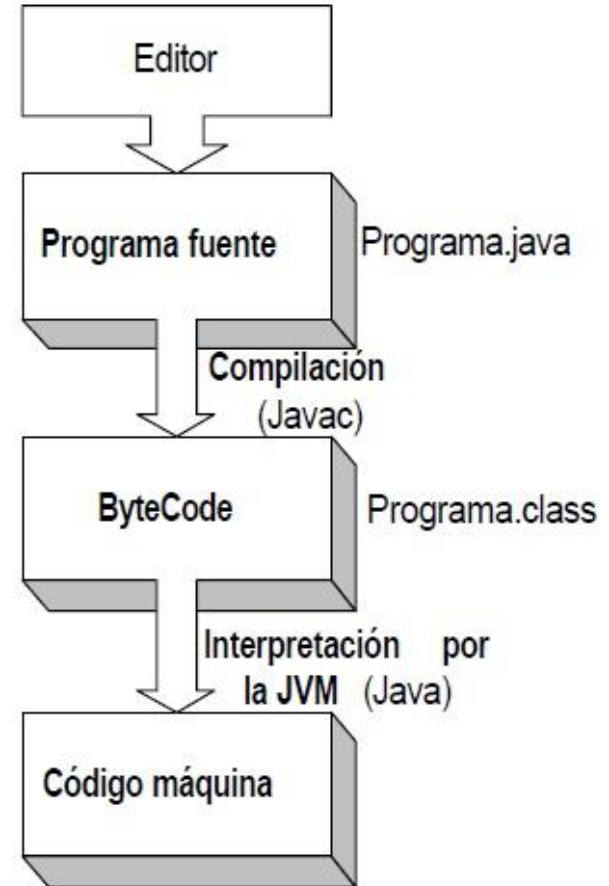 Editor
Programa fuente
Programa.java
Compilación
(Javac)
ByteCode
Programa.class
Interpretación por
la JVM (Java)
Código máquina